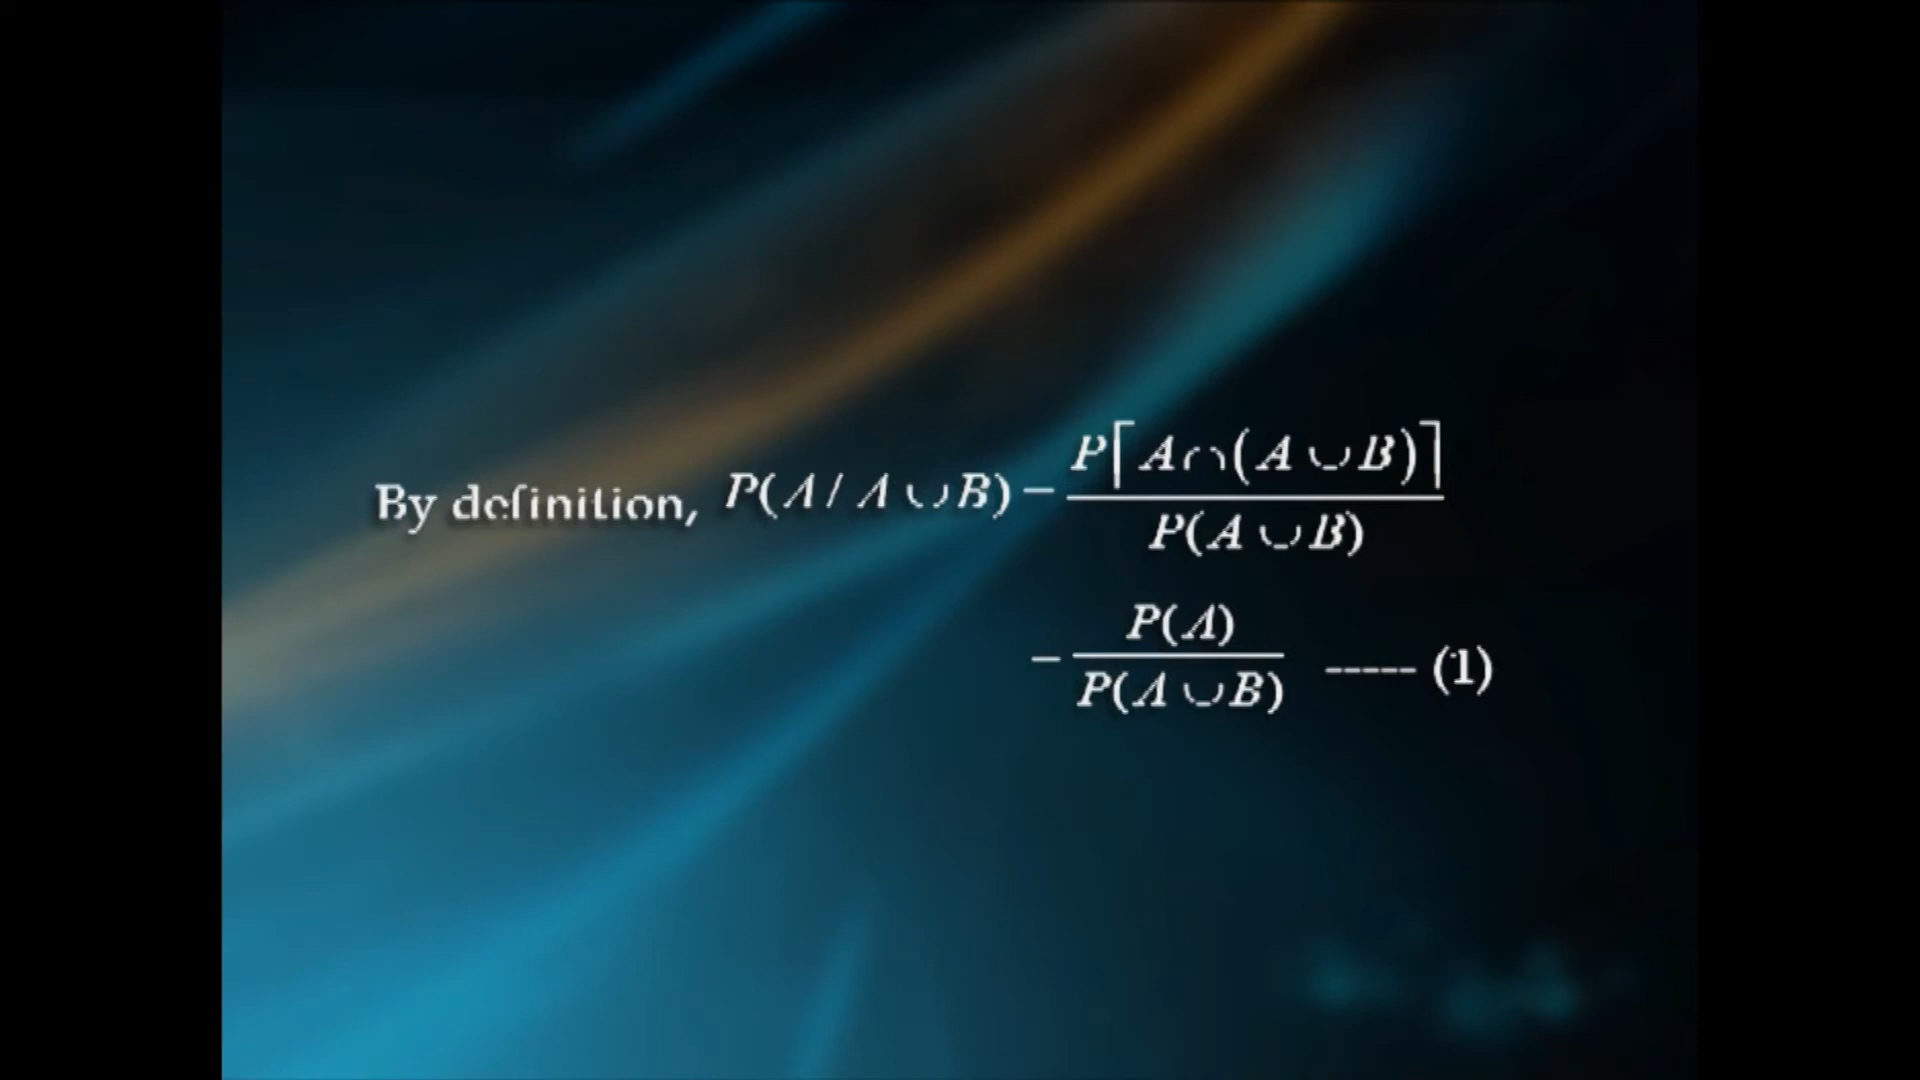 By definition, P(A / A ∪ B) = P[A ∩ (A ∪ B)] / P(A ∪ B)
= P(A) / P(A ∪ B) ----- (1)